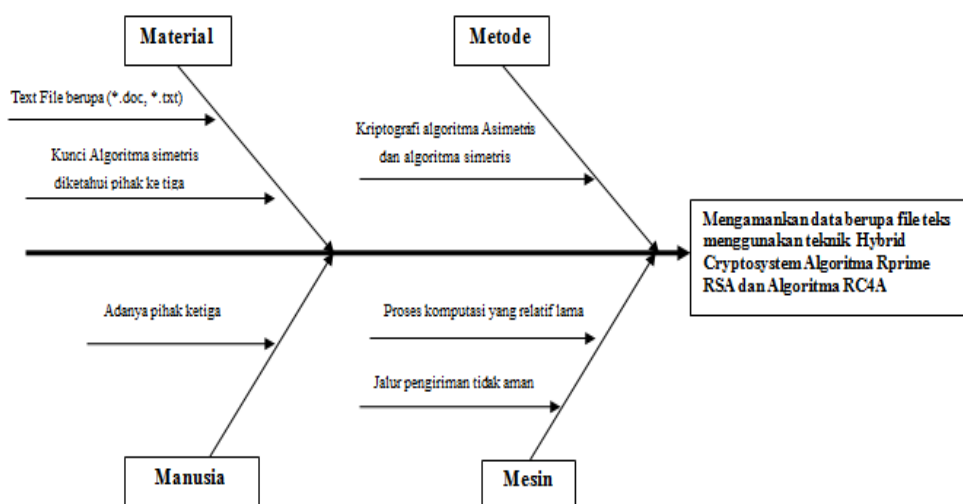 Material
Metode
Text File berupa (*.doc, *.txt)
Kunci Algoritma simetris
diketahui pihak ke tiga
Kriptografi algoritma Asimetris
dan algoritma simetris
Mengamankan data berupa file teks
menggunakan teknik Hybrid
Cryptosystem Algoritma Rprime
RSA dan Algoritma RC4A
Adanya pihak ketiga
Proses komputasi yang relatif lama
Jalur pengiriman tidak aman
Manusia
Mesin